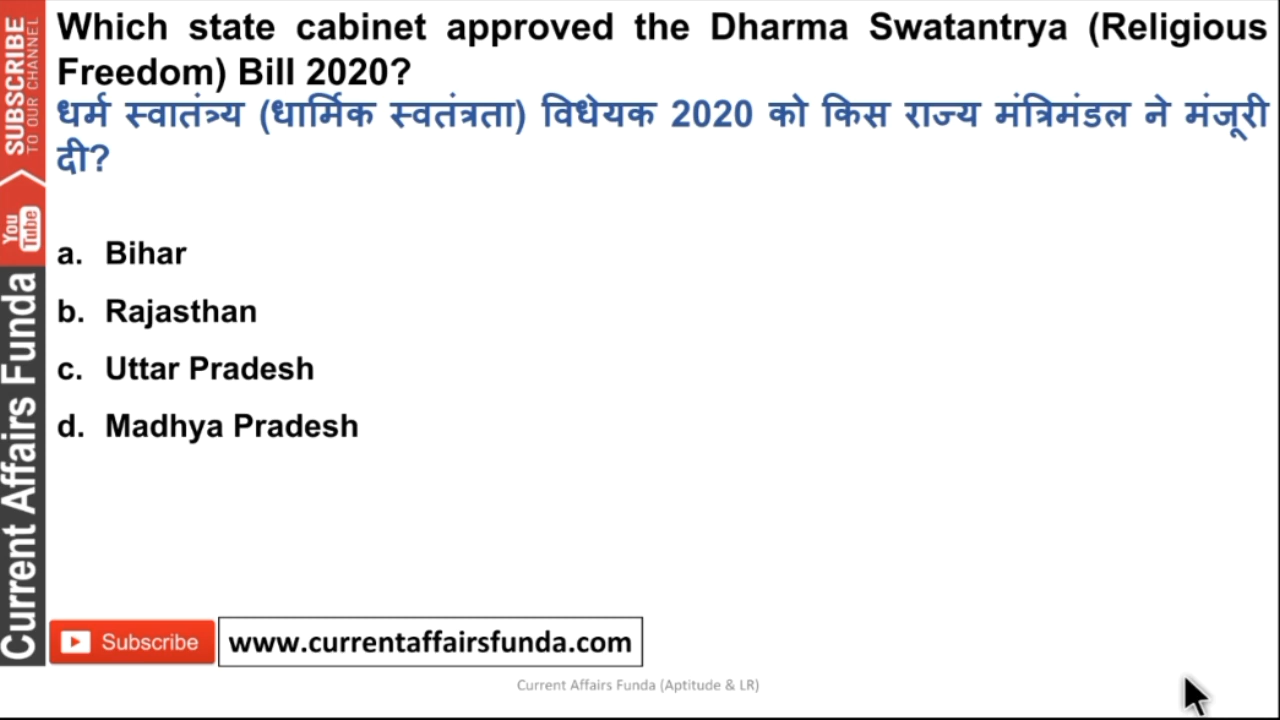 Which state cabinet approved the Dharma Swatantrya (Religious
Freedom) Bill 2020?
धर्म स्वातंत्र्य (धार्मिक स्वतंत्रता) विधेयक 2020 को किस राज्य मंत्रिमंडल ने मंजूरी
दी?
a. Bihar
b. Rajasthan
c. Uttar Pradesh
d. Madhya Pradesh
SUBSCRIBE
TO OUR CHANNEL
You
Tube
Current Affairs Funda
Subscribe
www.currentaffairsfunda.com
Current Affairs Funda (Aptitude & LR)